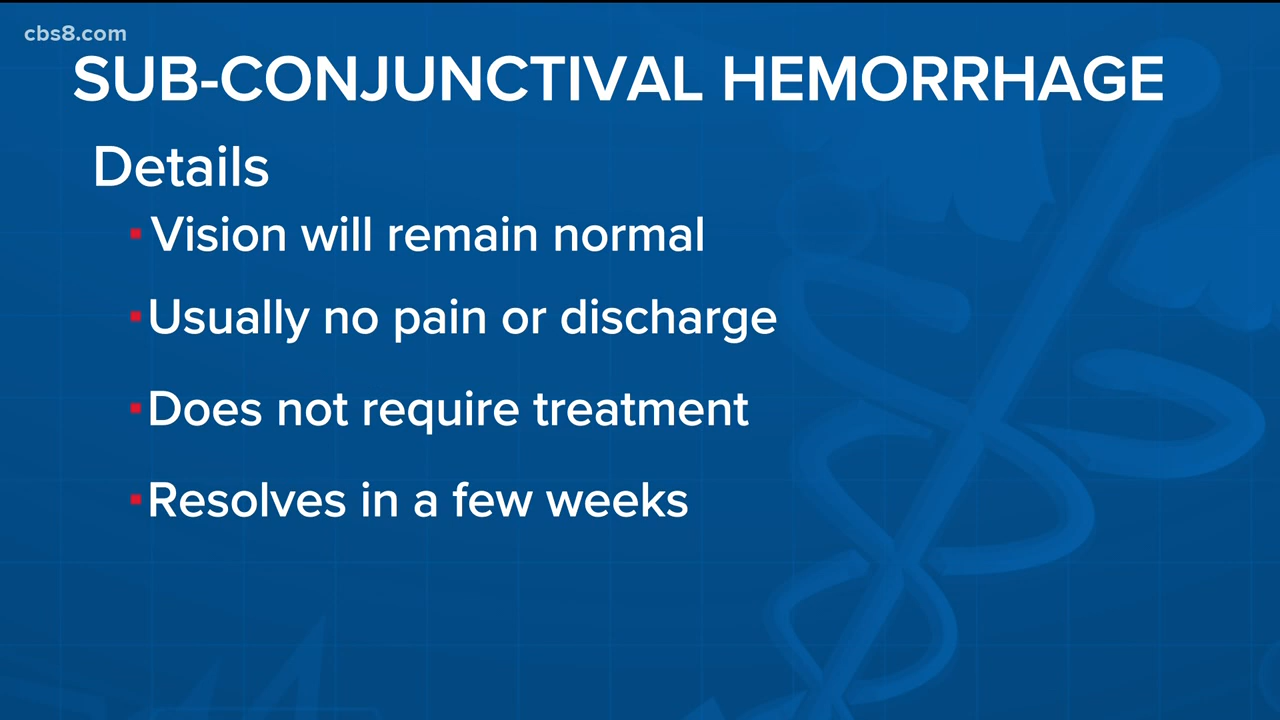 cbs8.com
SUB-CONJUNCTIVAL HEMORRHAGE
Details
Vision will remain normal
Usually no pain or discharge
Does not require treatment
Resolves in a few weeks